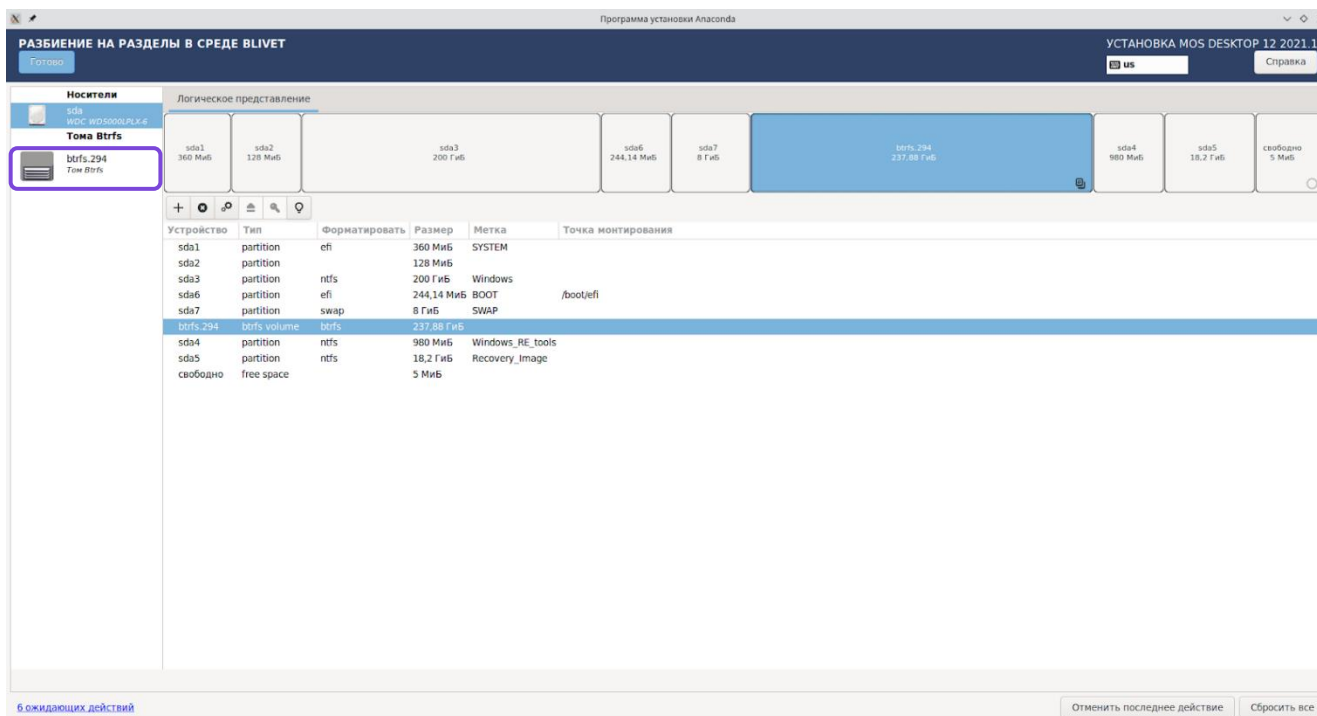 Программа установки Anaconda
РАЗБИЕНИЕ НА РАЗДЕЛЫ В СРЕДЕ BLIVET
УСТАНОВКА MOS DESKTOP 12 2021.1
Готово
us
Справка
Носители
sda
WDC WD5000LPLX-6
Тома Btrfs
btrfs.294
Том Btrfs
Логическое представление
sda1
360 МиБ
sda2
128 МиБ
sda3
200 ГиБ
sda6
244,14 МиБ
sda7
8 ГиБ
btrfs.294
237.88 ГиБ
sda4
980 МиБ
sda5
18,2 ГиБ
свободно
5 МиБ
Устройство Тип Форматировать Размер Метка Точка монтирования
sda1 partition efi 360 МиБ SYSTEM
sda2 partition 128 МиБ
sda3 partition ntfs 200 ГиБ Windows
sda6 partition efi 244,14 МиБ BOOT /boot/efi
sda7 partition swap 8 ГиБ SWAP
btrfs.294 btrfs volume btrfs 237,88 ГиБ
sda4 partition ntfs 980 МиБ Windows_RE_tools
sda5 partition ntfs 18,2 ГиБ Recovery_Image
свободно free space 5 МиБ
6 ожидающих действий
Отменить последнее действие
Сбросить все